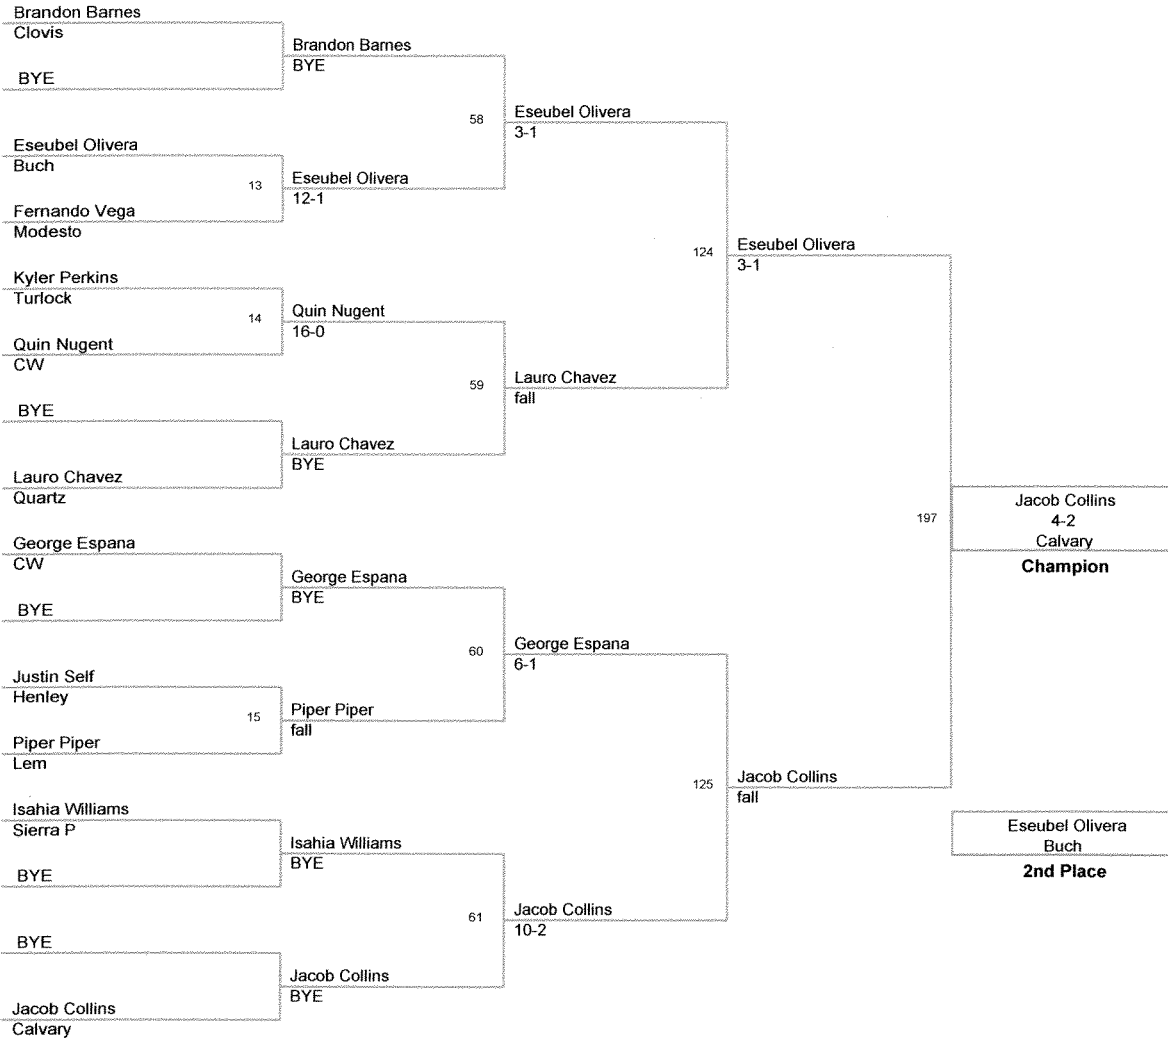 Brandon Barnes
Clovis
BYE
Eseubel Olivera
Buch
13
Fernando Vega
Modesto
Kyler Perkins
Turlock
14
Quin Nugent
CW
BYE
Lauro Chavez
Quartz
George Espana
CW
BYE
Justin Self
Henley
15
Piper Piper
Lem
Isahia Williams
Sierra P
BYE
BYE
Jacob Collins
Calvary
Brandon Barnes
BYE
58
Eseubel Olivera
12-1
Quin Nugent
16-0
59
Lauro Chavez
BYE
George Espana
BYE
60
Piper Piper
fall
Isahia Williams
BYE
61
Jacob Collins
BYE
Eseubel Olivera
3-1
124
Lauro Chavez
fall
George Espana
6-1
125
Jacob Collins
10-2
Eseubel Olivera
3-1
197
Jacob Collins
fall
Jacob Collins
4-2
Calvary
Champion
Eseubel Olivera
Buch
2nd Place